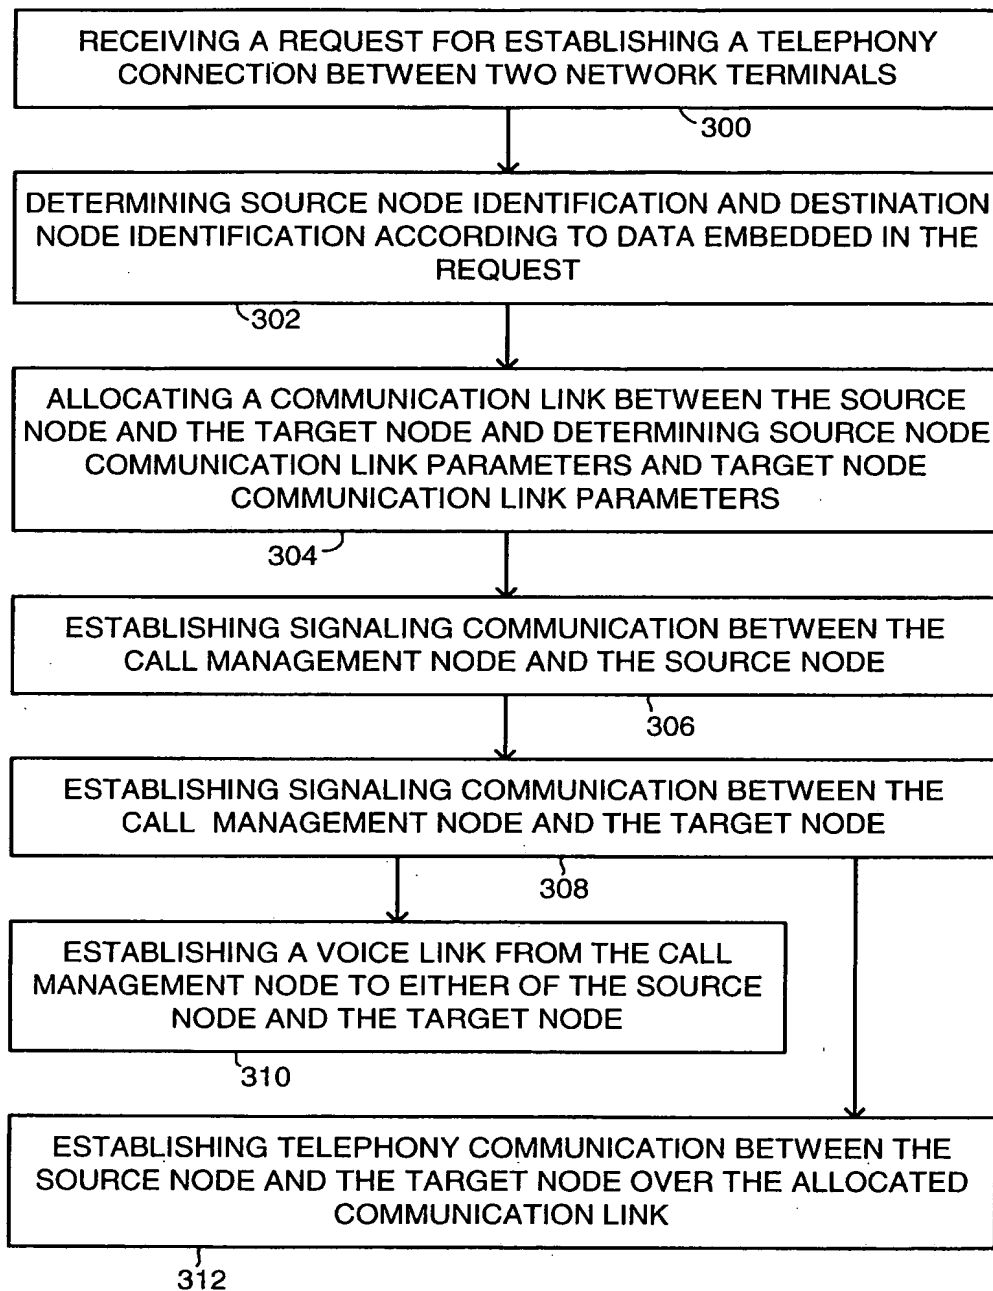 RECEIVING A REQUEST FOR ESTABLISHING A TELEPHONY
CONNECTION BETWEEN TWO NETWORK TERMINALS
300
DETERMINING SOURCE NODE IDENTIFICATION AND DESTINATION
NODE IDENTIFICATION ACCORDING TO DATA EMBEDDED IN THE
REQUEST
302
ALLOCATING A COMMUNICATION LINK BETWEEN THE SOURCE
NODE AND THE TARGET NODE AND DETERMINING SOURCE NODE
COMMUNICATION LINK PARAMETERS AND TARGET NODE
COMMUNICATION LINK PARAMETERS
304
ESTABLISHING SIGNALING COMMUNICATION BETWEEN THE
CALL MANAGEMENT NODE AND THE SOURCE NODE
306
ESTABLISHING SIGNALING COMMUNICATION BETWEEN THE
CALL MANAGEMENT NODE AND THE TARGET NODE
308
ESTABLISHING A VOICE LINK FROM THE CALL
MANAGEMENT NODE TO EITHER OF THE SOURCE
NODE AND THE TARGET NODE
310
ESTABLISHING TELEPHONY COMMUNICATION BETWEEN THE
SOURCE NODE AND THE TARGET NODE OVER THE ALLOCATED
COMMUNICATION LINK
312